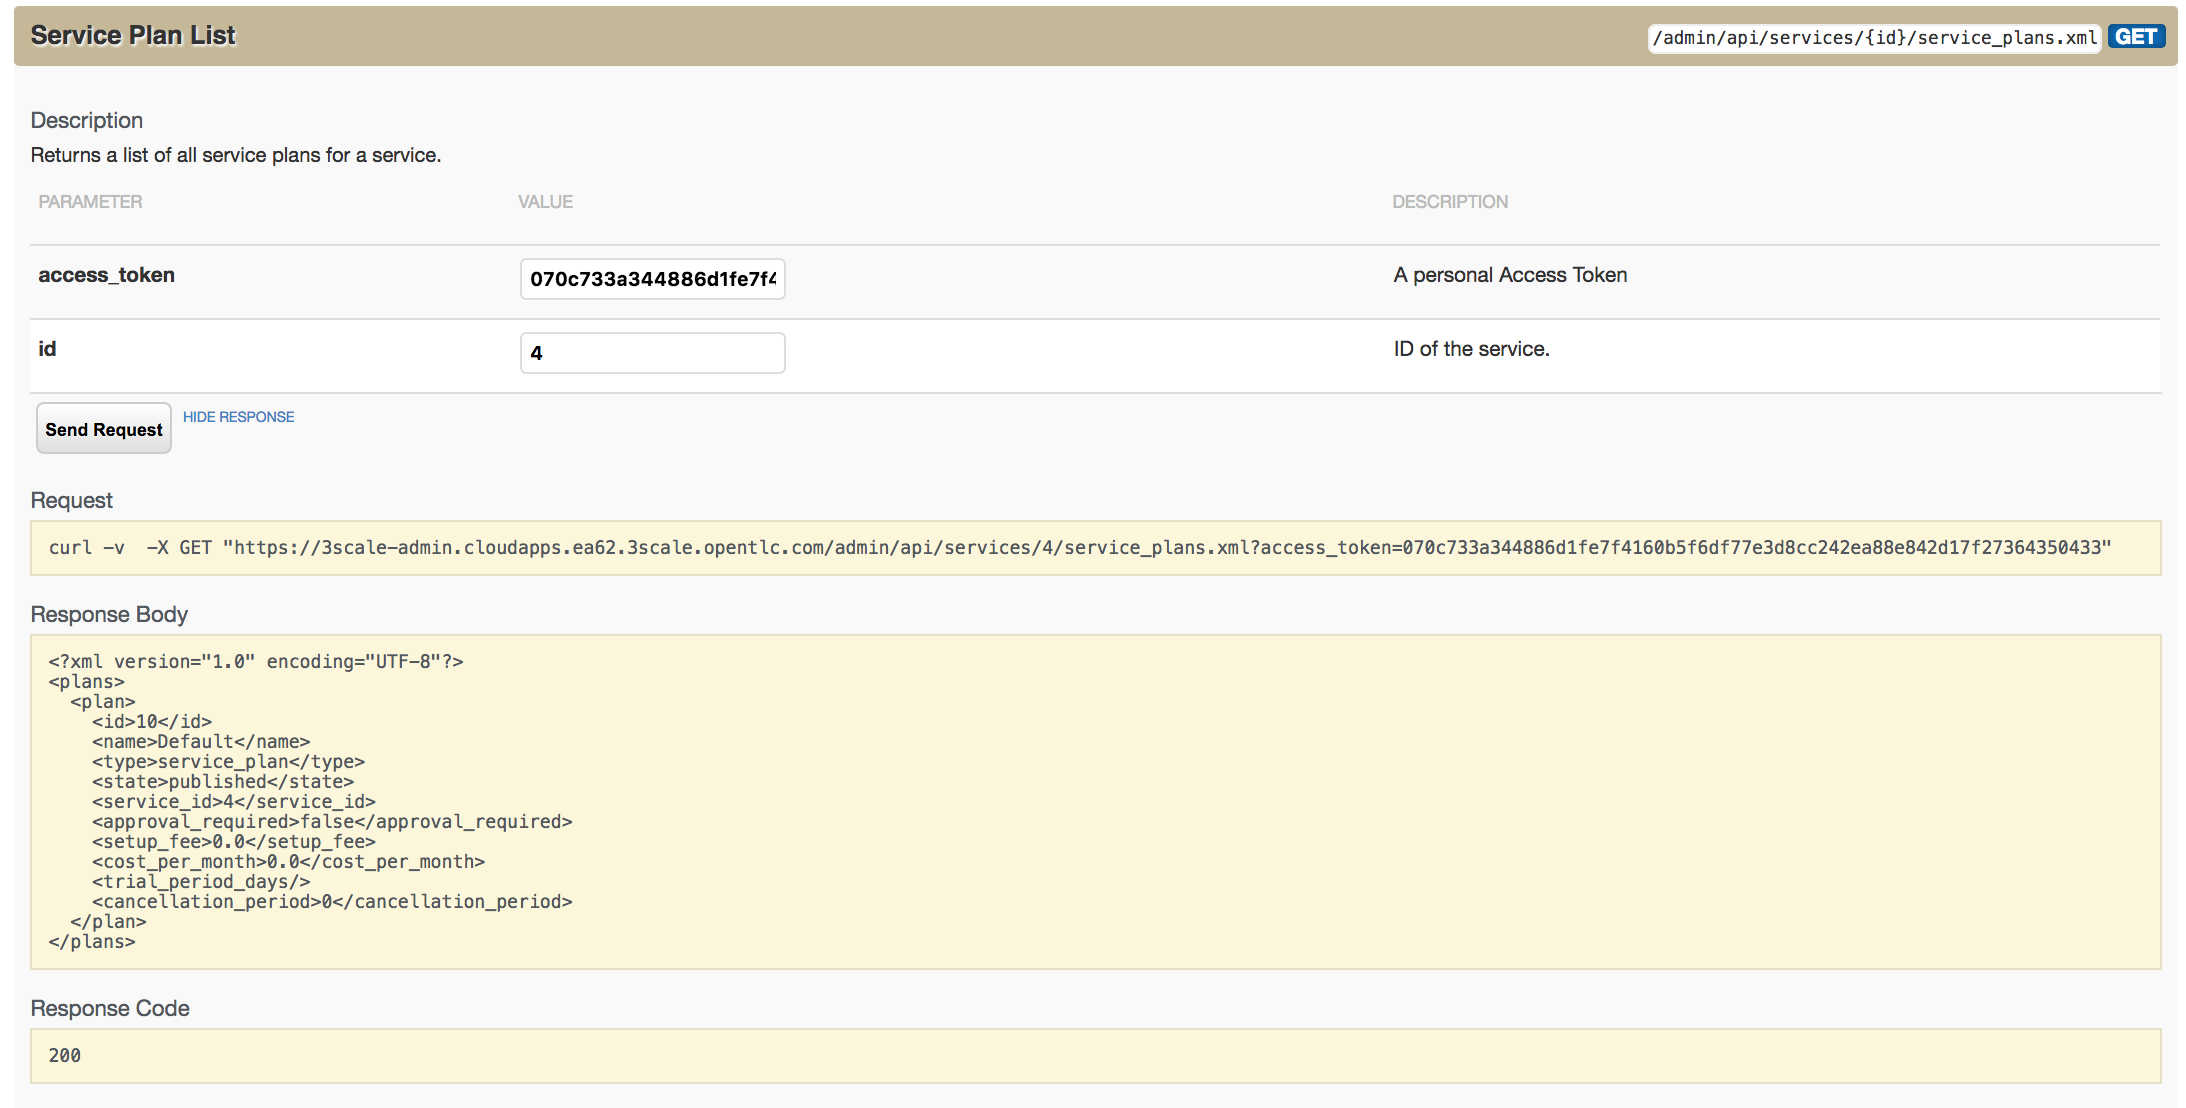 Service Plan List
/admin/api/services/{id}/service_plans.xml GET
Description
Returns a list of all service plans for a service.
PARAMETER VALUE DESCRIPTION
access_token 070c733a344886d1fe7f4 A personal Access Token
id 4 ID of the service.
Send Request HIDE RESPONSE
Request
curl -v  -X GET "https://3scale-admin.cloudapps.ea62.3scale.opentlc.com/admin/api/services/4/service_plans.xml?access_token=070c733a344886d1fe7f4160b5f6df77e3d8cc242ea88e842d17f27364350433"
Response Body
<?xml version="1.0" encoding="UTF-8"?>
<plans>
  <plan>
    <id>10</id>
    <name>Default</name>
    <type>service_plan</type>
    <state>published</state>
    <service_id>4</service_id>
    <approval_required>false</approval_required>
    <setup_fee>0.0</setup_fee>
    <cost_per_month>0.0</cost_per_month>
    <trial_period_days/>
    <cancellation_period>0</cancellation_period>
  </plan>
</plans>
Response Code
200